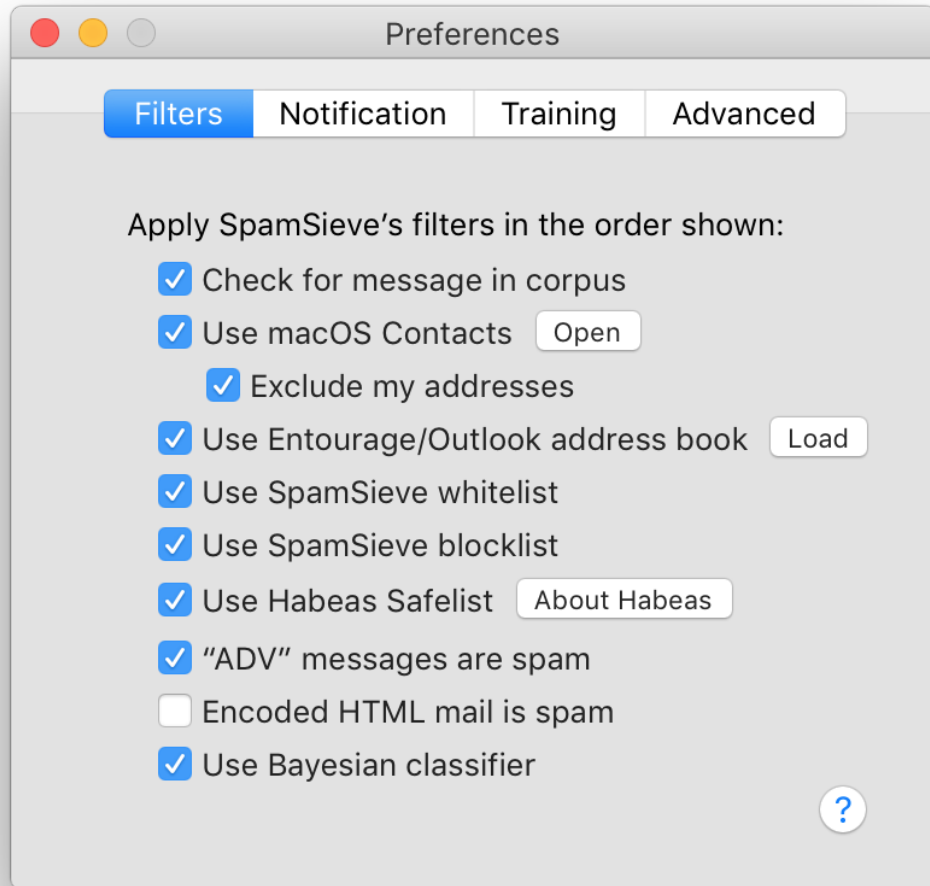 Preferences
Filters Notification Training Advanced
Apply SpamSieve’s filters in the order shown:
Check for message in corpus
Use macOS Contacts Open
Exclude my addresses
Use Entourage/Outlook address book Load
Use SpamSieve whitelist
Use SpamSieve blocklist
Use Habeas Safelist About Habeas
“ADV” messages are spam
Encoded HTML mail is spam
Use Bayesian classifier
?